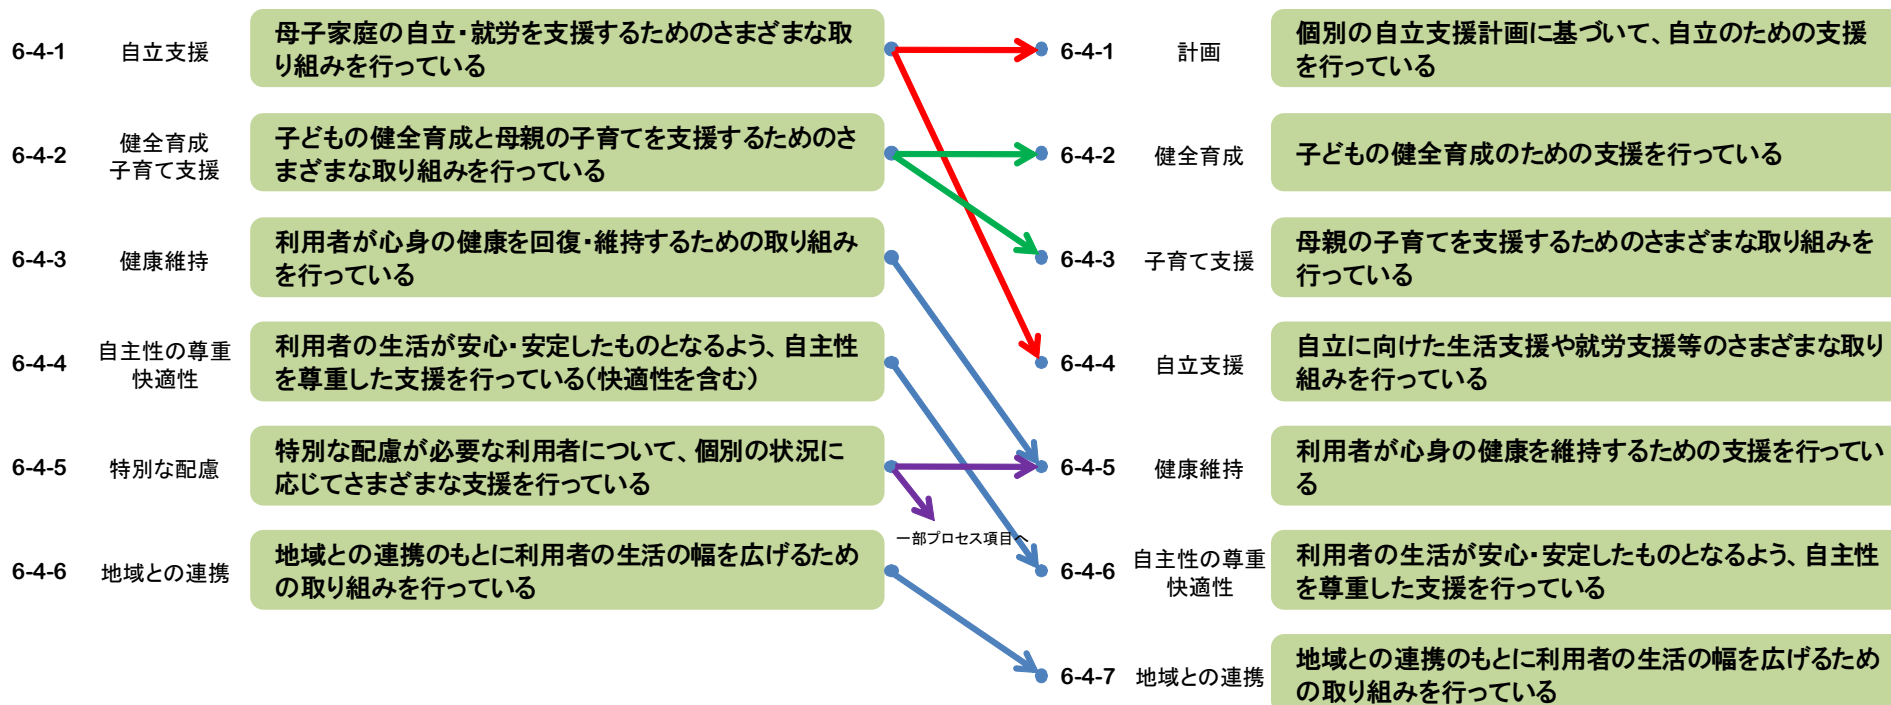 6-4-1
自立支援
母子家庭の自立・就労を支援するためのさまざまな取
り組みを行っている
6-4-2
健全育成
子育て支援
子どもの健全育成と母親の子育てを支援するためのさ
まざまな取り組みを行っている
6-4-3
健康維持
利用者が心身の健康を回復・維持するための取り組み
を行っている
6-4-4
自主性の尊重
快適性
利用者の生活が安心・安定したものとなるよう、自主性
を尊重した支援を行っている(快適性を含む)
6-4-5
特別な配慮
特別な配慮が必要な利用者について、個別の状況に
応じてさまざまな支援を行っている
6-4-6
地域との連携
地域との連携のもとに利用者の生活の幅を広げるため
の取り組みを行っている
一部プロセス項目へ
6-4-1
計画
個別の自立支援計画に基づいて、自立のための支援
を行っている
6-4-2
健全育成
子どもの健全育成のための支援を行っている
6-4-3
子育て支援
母親の子育てを支援するためのさまざまな取り組みを
行っている
6-4-4
自立支援
自立に向けた生活支援や就労支援等のさまざまな取り
組みを行っている
6-4-5
健康維持
利用者が心身の健康を維持するための支援を行ってい
る
6-4-6
自主性の尊重
快適性
利用者の生活が安心・安定したものとなるよう、自主性
を尊重した支援を行っている
6-4-7
地域との連携
地域との連携のもとに利用者の生活の幅を広げるため
の取り組みを行っている